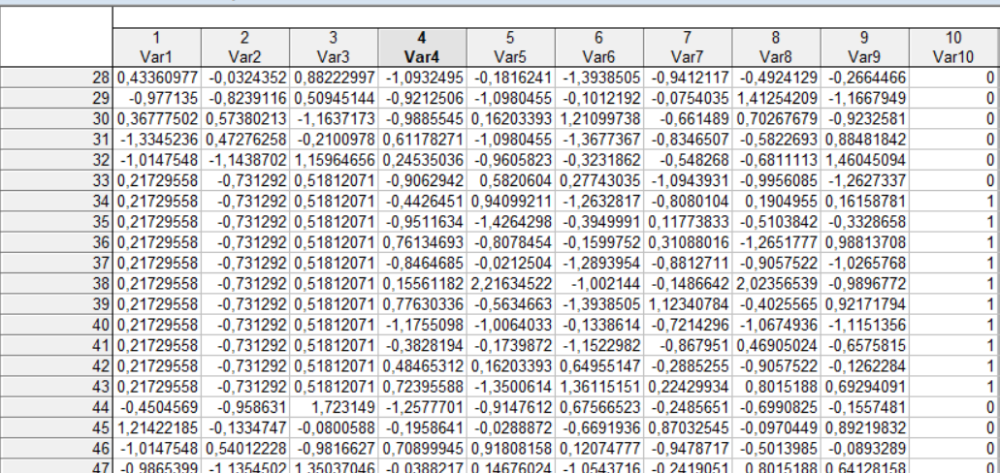 1 2 3 4 5 6 7 8 9 10
Var1 Var2 Var3 Var4 Var5 Var6 Var7 Var8 Var9 Var10
28 0,43360977 -0,0324352 0,88222997 -1,0932495 -0,1816241 -1,3938505 -0,9412117 -0,4924129 -0,2664466 0
29 -0,977135 -0,8239116 0,50945144 -0,9212506 -1,0980455 -0,1012192 -0,0754035 1,41254209 -1,1667949 0
30 0,36777502 0,57380213 -1,1637173 -0,9885545 0,16203393 1,21099738 -0,661489 0,70267679 -0,9232581 0
31 -1,3345236 0,47276258 -0,2100978 0,61178271 -1,0980455 -1,3677367 -0,8346507 -0,5822693 0,88481842 0
32 -1,0147548 -1,1438702 1,15964656 0,24535036 -0,9605823 -0,3231862 -0,548268 -0,6811113 1,46045094 0
33 0,21729558 -0,731292 0,51812071 -0,9062942 0,5820604 0,27743035 -1,0943931 -0,9956085 -1,2627337 0
34 0,21729558 -0,731292 0,51812071 -0,4426451 0,94099211 -1,2632817 -0,8080104 0,1904955 0,16158781 1
35 0,21729558 -0,731292 0,51812071 -0,9511634 -1,4264298 -0,3949991 0,11773833 -0,5103842 -0,3328658 1
36 0,21729558 -0,731292 0,51812071 0,76134693 -0,8078454 -0,1599752 0,31088016 -1,2651777 0,98813708 1
37 0,21729558 -0,731292 0,51812071 -0,8464685 -0,0212504 -1,2893954 -0,8812711 -0,9057522 -1,0265768 1
38 0,21729558 -0,731292 0,51812071 0,15561182 2,21634522 -1,002144 -0,1486642 2,02356539 -0,9896772 1
39 0,21729558 -0,731292 0,51812071 0,77630335 -0,5634663 -1,3938505 1,12340784 -0,4025565 0,92171794 1
40 0,21729558 -0,731292 0,51812071 -1,1755098 -1,0064033 -0,1338614 -0,7214296 -1,0674936 -1,1151356 1
41 0,21729558 -0,731292 0,51812071 -0,3828194 -0,1739872 -1,1522982 -0,867951 0,46905024 -0,6575815 1
42 0,21729558 -0,731292 0,51812071 0,48465312 0,16203393 0,64955147 -0,2885255 -0,9057522 -0,1262284 1
43 0,21729558 -0,731292 0,51812071 0,72395588 -1,3500614 1,36115151 0,22429934 0,8015188 0,69294091 1
44 -0,4504569 -0,958631 1,723149 -1,2577701 -0,9147612 0,67566523 -0,2485651 -0,6990825 -0,1557481 0
45 1,21422185 -0,1334747 -0,0800588 -0,1958641 -0,0288872 -0,6691936 0,87032545 -0,0970449 0,89219832 0
46 -1,0147548 0,54012228 -0,9816627 0,70899945 0,91808158 0,12074777 -0,9478717 -0,5013985 -0,0893289 0
47 -0,9865399 -1,1354502 1,35037046 -0,0388217 0,14676024 -1,0543716 -0,2419051 0,8015188 0,64128158 0